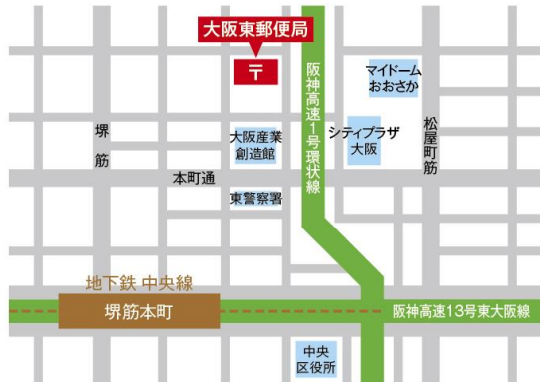 大阪東郵便局
〒
阪神高速1号環状線
マイドーム
おおさか
堺筋
大阪産業
創造館
シティプラザ
大阪
松屋町筋
本町通
東警察署
地下鉄 中央線
堺筋本町
阪神高速13号東大阪線
中央
区役所